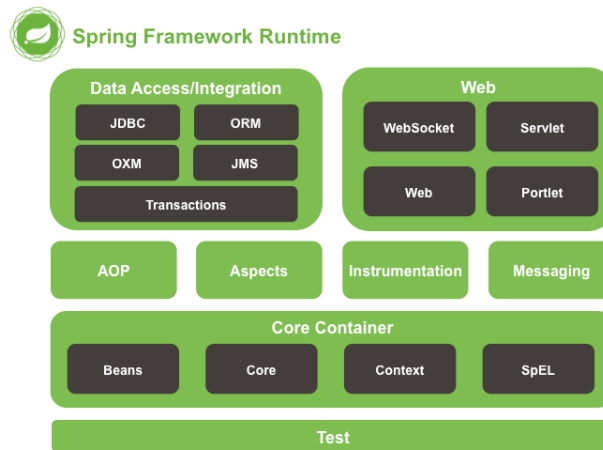 Spring Framework Runtime
Data Access/Integration
JDBC
ORM
OXM
JMS
Transactions
Web
WebSocket
Servlet
Web
Portlet
AOP
Aspects
Instrumentation
Messaging
Core Container
Beans
Core
Context
SpEL
Test